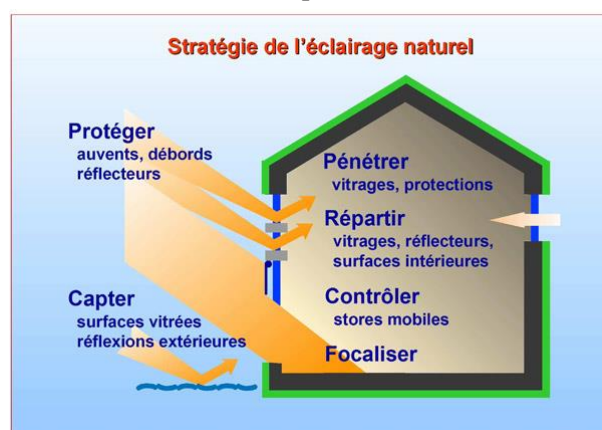 Stratégie de l'éclairage naturel
Protéger
auvents, débords
réflecteurs
Capter
surfaces vitrées
réflexions extérieures
Pénétrer
vitrages, protections
Répartir
vitrages, réflecteurs,
surfaces intérieures
Contrôler
stores mobiles
Focaliser